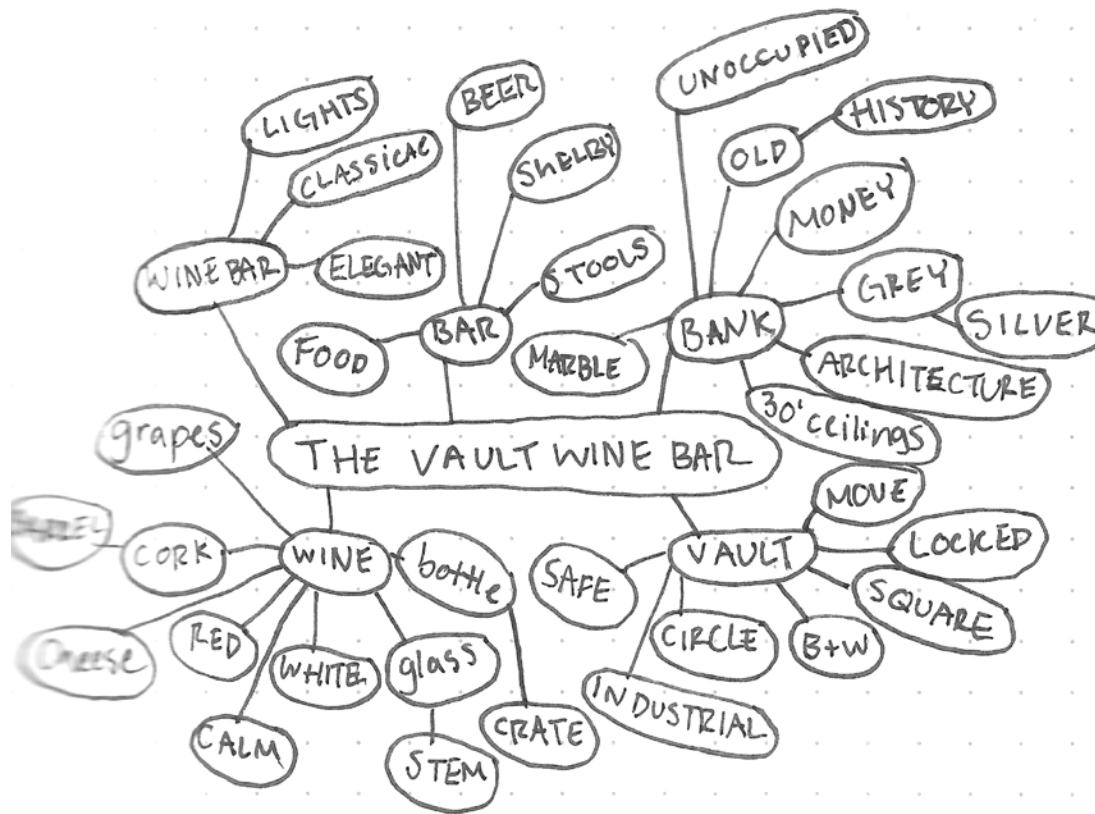 UNOCCUPIED
BEER
LIGHTS
HISTORY
OLD
SHELBY
CLASSICAL
MONEY
WINE BAR
ELEGANT
STOOLS
GREY
SILVER
BAR
BANK
FOOD
MARBLE
ARCHITECTURE
30' ceilings
grapes
THE VAULT WINE BAR
MOVE
LOCKED
CORK
WINE
bottle
SAFE
VAULT
SQUARE
RED
WHITE
glass
CIRCLE
B+W
Cheese
INDUSTRIAL
CALM
STEM
CRATE